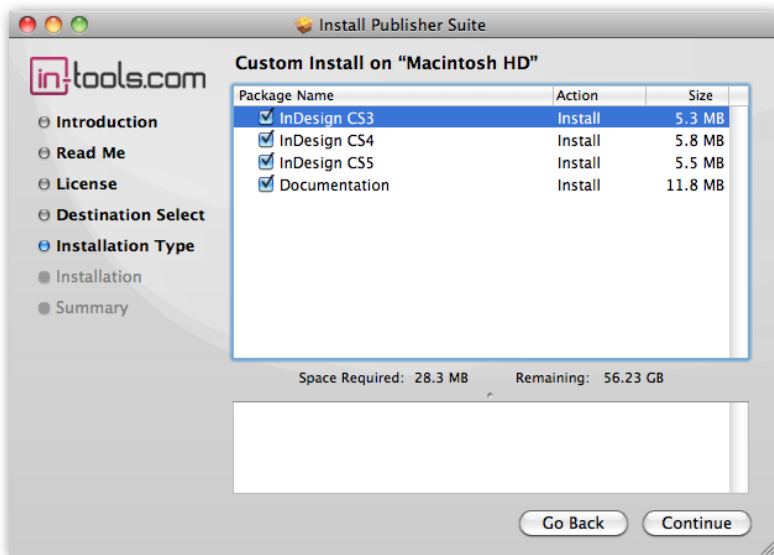 Install Publisher Suite
in-tools.com
Custom Install on “Macintosh HD”
Introduction
Read Me
License
Destination Select
Installation Type
Installation
Summary
Package Name Action Size
InDesign CS3 Install 5.3 MB
InDesign CS4 Install 5.8 MB
InDesign CS5 Install 5.5 MB
Documentation Install 11.8 MB
Space Required: 28.3 MB Remaining: 56.23 GB
Go Back Continue